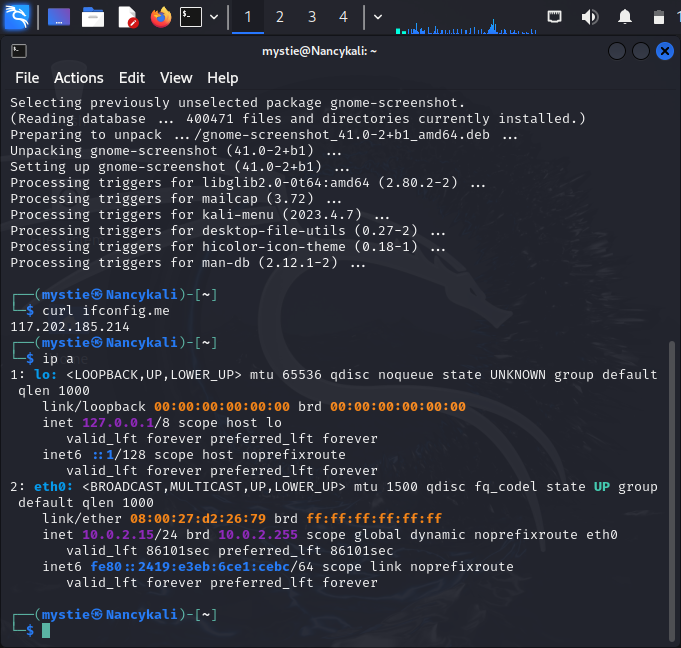 1 2 3 4
mystie@Nancykali: ~
File Actions Edit View Help
Selecting previously unselected package gnome-screenshot.
(Reading database ... 400471 files and directories currently installed.)
Preparing to unpack .../gnome-screenshot_41.0-2+b1_amd64.deb ...
Unpacking gnome-screenshot (41.0-2+b1) ...
Setting up gnome-screenshot (41.0-2+b1) ...
Processing triggers for libglib2.0-0t64:amd64 (2.80.2-2) ...
Processing triggers for mailcap (3.72) ...
Processing triggers for kali-menu (2023.4.7) ...
Processing triggers for desktop-file-utils (0.27-2) ...
Processing triggers for hicolor-icon-theme (0.18-1) ...
Processing triggers for man-db (2.12.1-2) ...
┌──(mystie㉿Nancykali)-[~]
└─$ curl ifconfig.me
117.202.185.214
┌──(mystie㉿Nancykali)-[~]
└─$ ip a
1: lo: <LOOPBACK,UP,LOWER_UP> mtu 65536 qdisc noqueue state UNKNOWN group default
qlen 1000
link/loopback 00:00:00:00:00:00 brd 00:00:00:00:00:00
inet 127.0.0.1/8 scope host lo
valid_lft forever preferred_lft forever
inet6 ::1/128 scope host noprefixroute
valid_lft forever preferred_lft forever
2: eth0: <BROADCAST,MULTICAST,UP,LOWER_UP> mtu 1500 qdisc fq_codel state UP group
default qlen 1000
link/ether 08:00:27:d2:26:79 brd ff:ff:ff:ff:ff:ff
inet 10.0.2.15/24 brd 10.0.2.255 scope global dynamic noprefixroute eth0
valid_lft 86101sec preferred_lft 86101sec
inet6 fe80::2419:e3eb:6ce1:cebc/64 scope link noprefixroute
valid_lft forever preferred_lft forever
┌──(mystie㉿Nancykali)-[~]
└─$